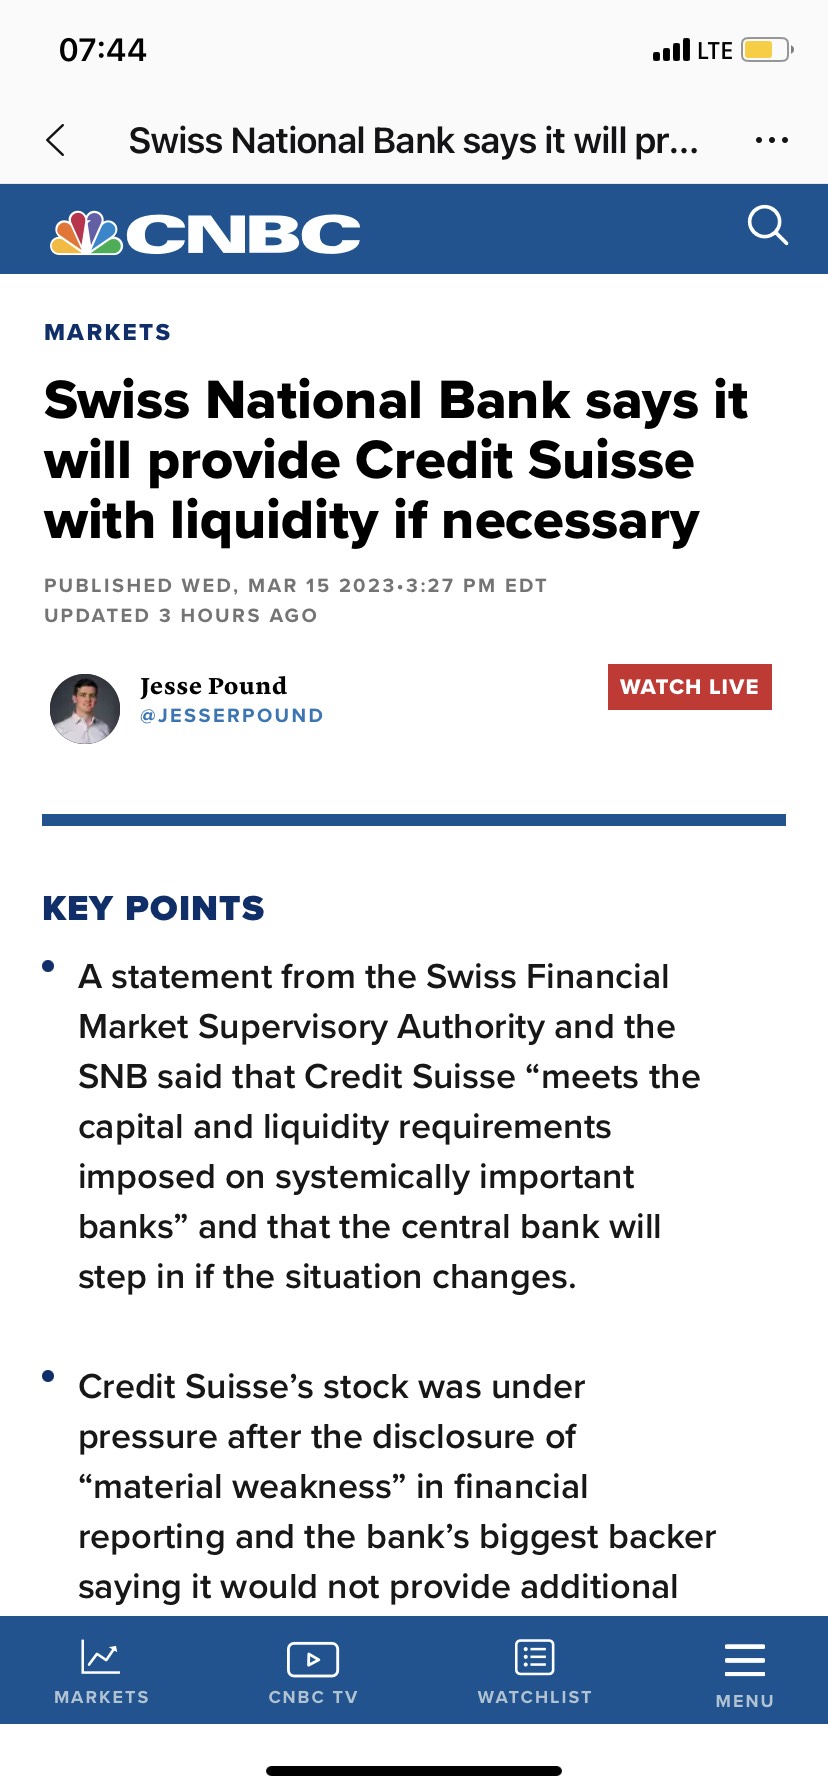 07:44
LTE
Swiss National Bank says it will pr...
CNBC
MARKETS
Swiss National Bank says it
will provide Credit Suisse
with liquidity if necessary
PUBLISHED WED, MAR 15 2023•3:27 PM EDT
UPDATED 3 HOURS AGO
Jesse Pound
@JESSERPOUND
WATCH LIVE
KEY POINTS
• A statement from the Swiss Financial
Market Supervisory Authority and the
SNB said that Credit Suisse “meets the
capital and liquidity requirements
imposed on systemically important
banks” and that the central bank will
step in if the situation changes.
• Credit Suisse’s stock was under
pressure after the disclosure of
“material weakness” in financial
reporting and the bank’s biggest backer
saying it would not provide additional
MARKETS
CNBC TV
WATCHLIST
MENU